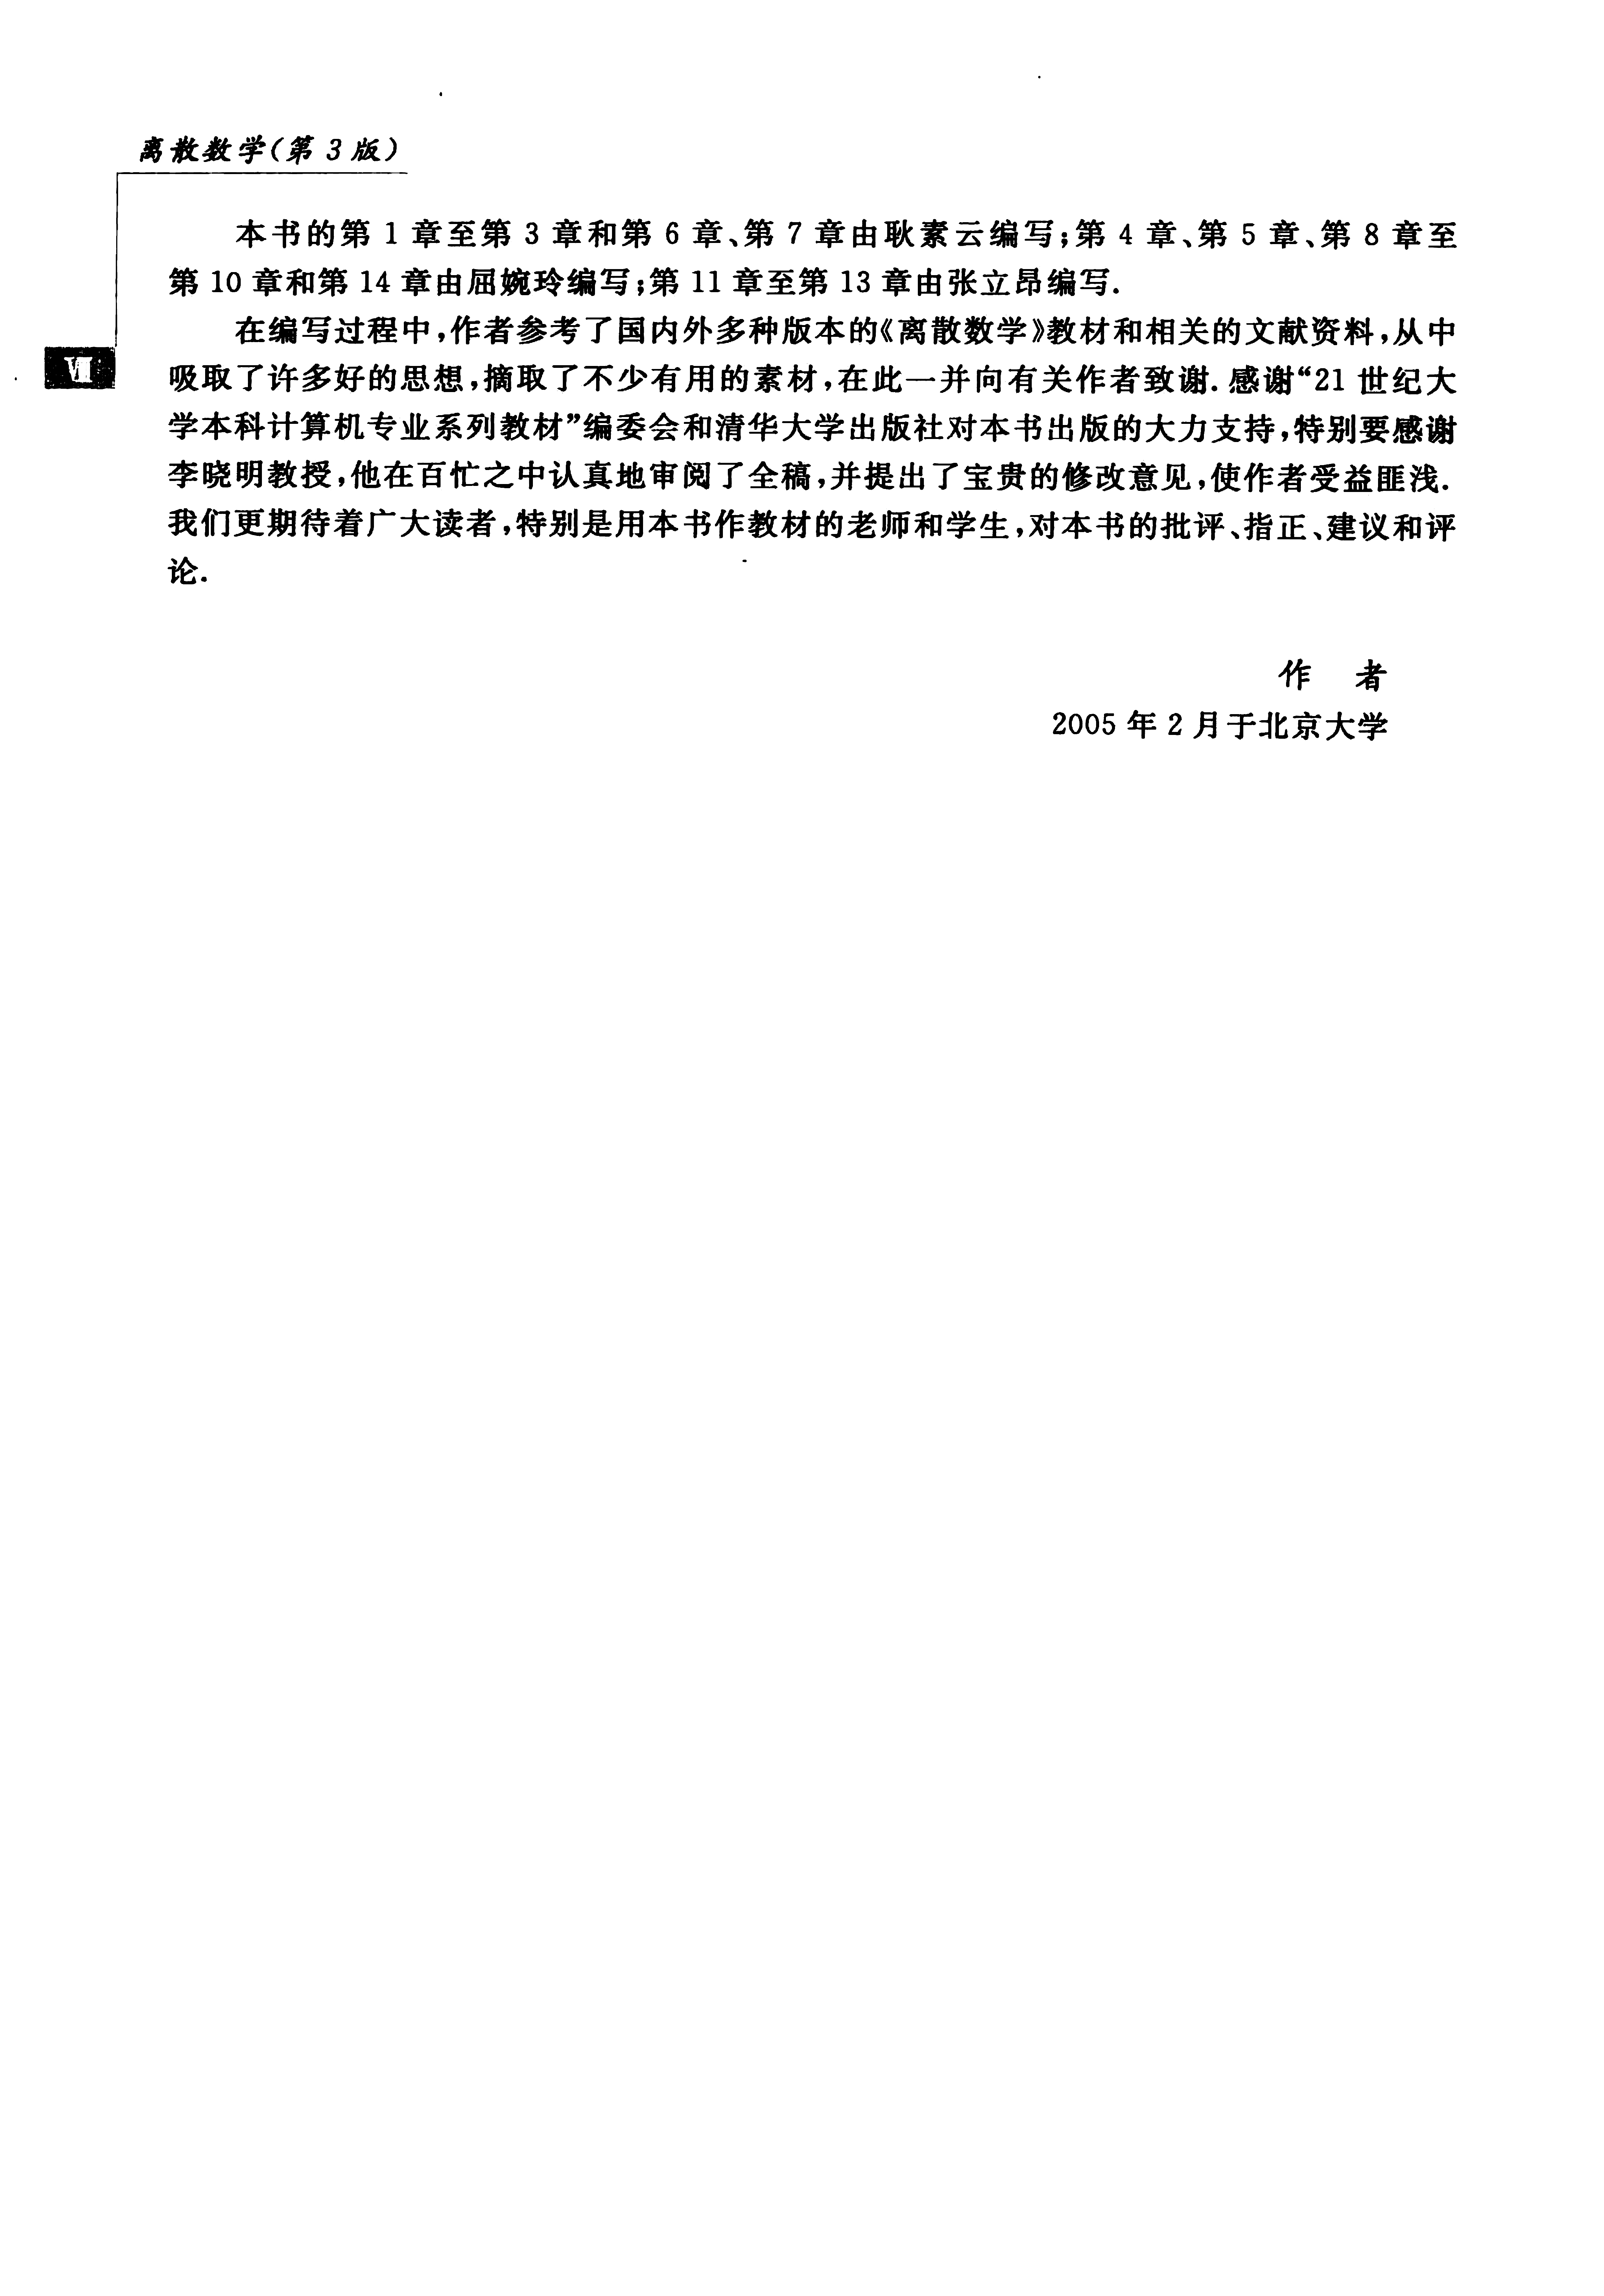 离散数学(第 3 版)
本书的第 1 章至第 3 章和第 6 章、第 7 章由耿素云编写;第 4 章、第 5 章、第 8 章至
第 10 章和第 14 章由屈婉玲编写;第 11 章至第 13 章由张立昂编写.
在编写过程中,作者参考了国内外多种版本的《离散数学》教材和相关的文献资料,从中
吸取了许多好的思想,摘取了不少有用的素材,在此一并向有关作者致谢.感谢“21 世纪大
学本科计算机专业系列教材”编委会和清华大学出版社对本书出版的大力支持,特别要感谢
李晓明教授,他在百忙之中认真地审阅了全稿,并提出了宝贵的修改意见,使作者受益匪浅.
我们更期待着广大读者,特别是用本书作教材的老师和学生,对本书的批评、指正、建议和评
论.
作 者
2005 年 2 月于北京大学